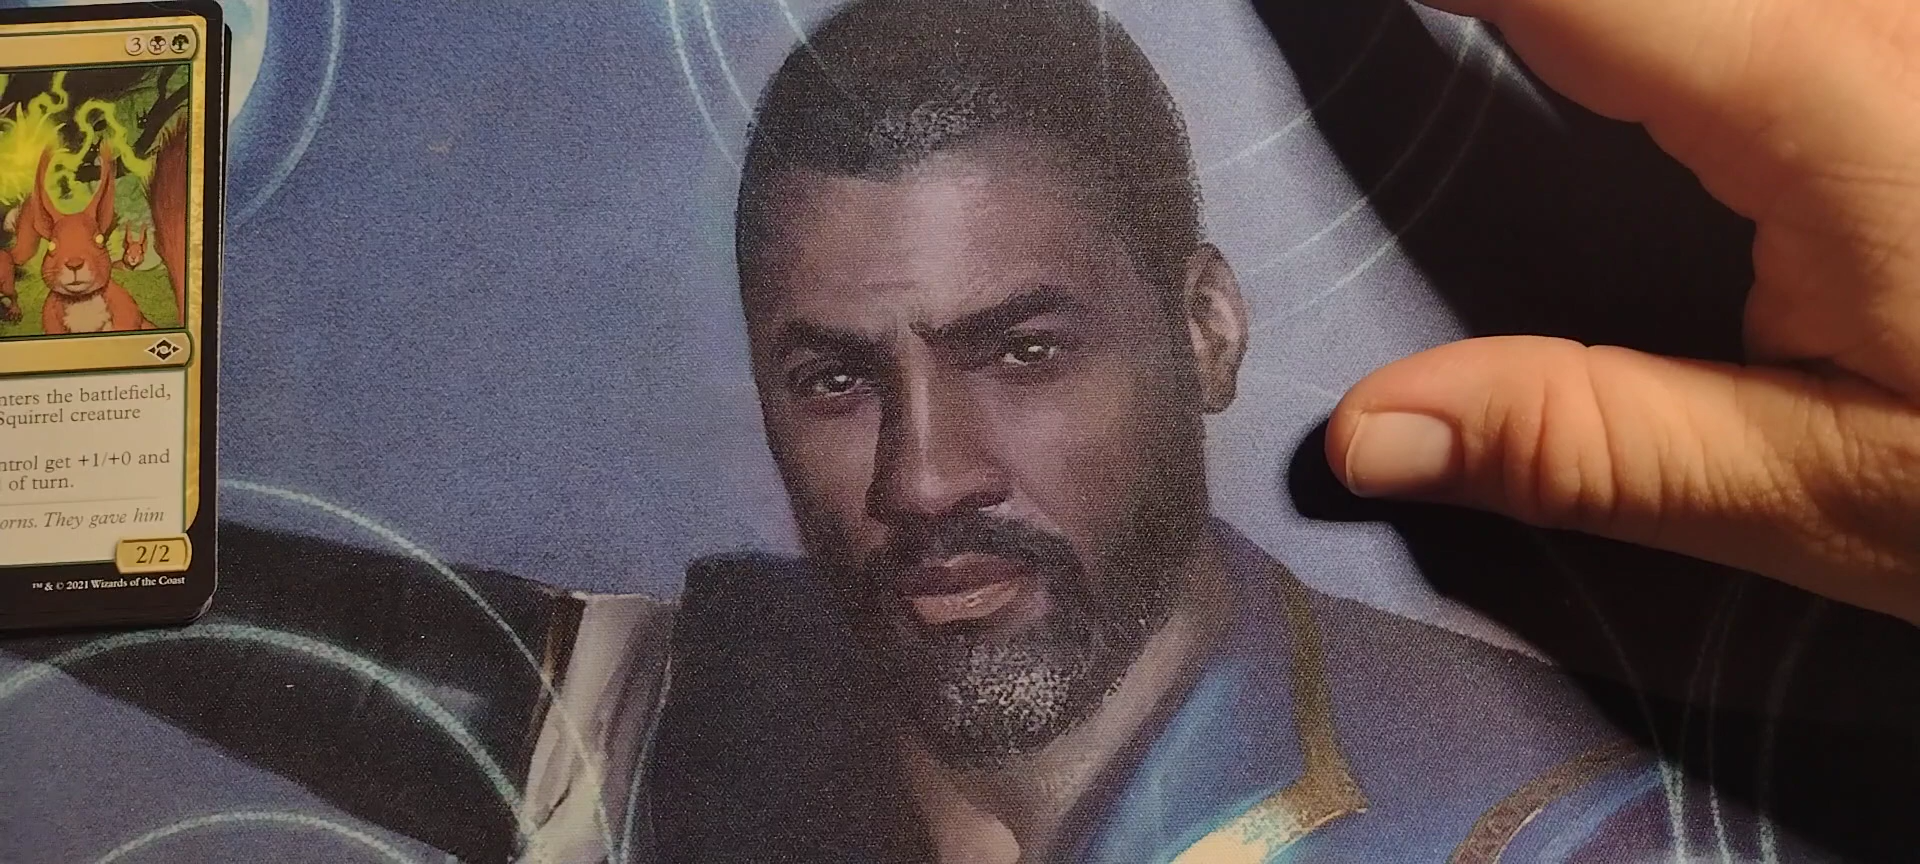 3
nters the battlefield,
Squirrel creature
ntrol get +1/+0 and
of turn.
orns. They gave him
2/2
™ & © 2021 Wizards of the Coast